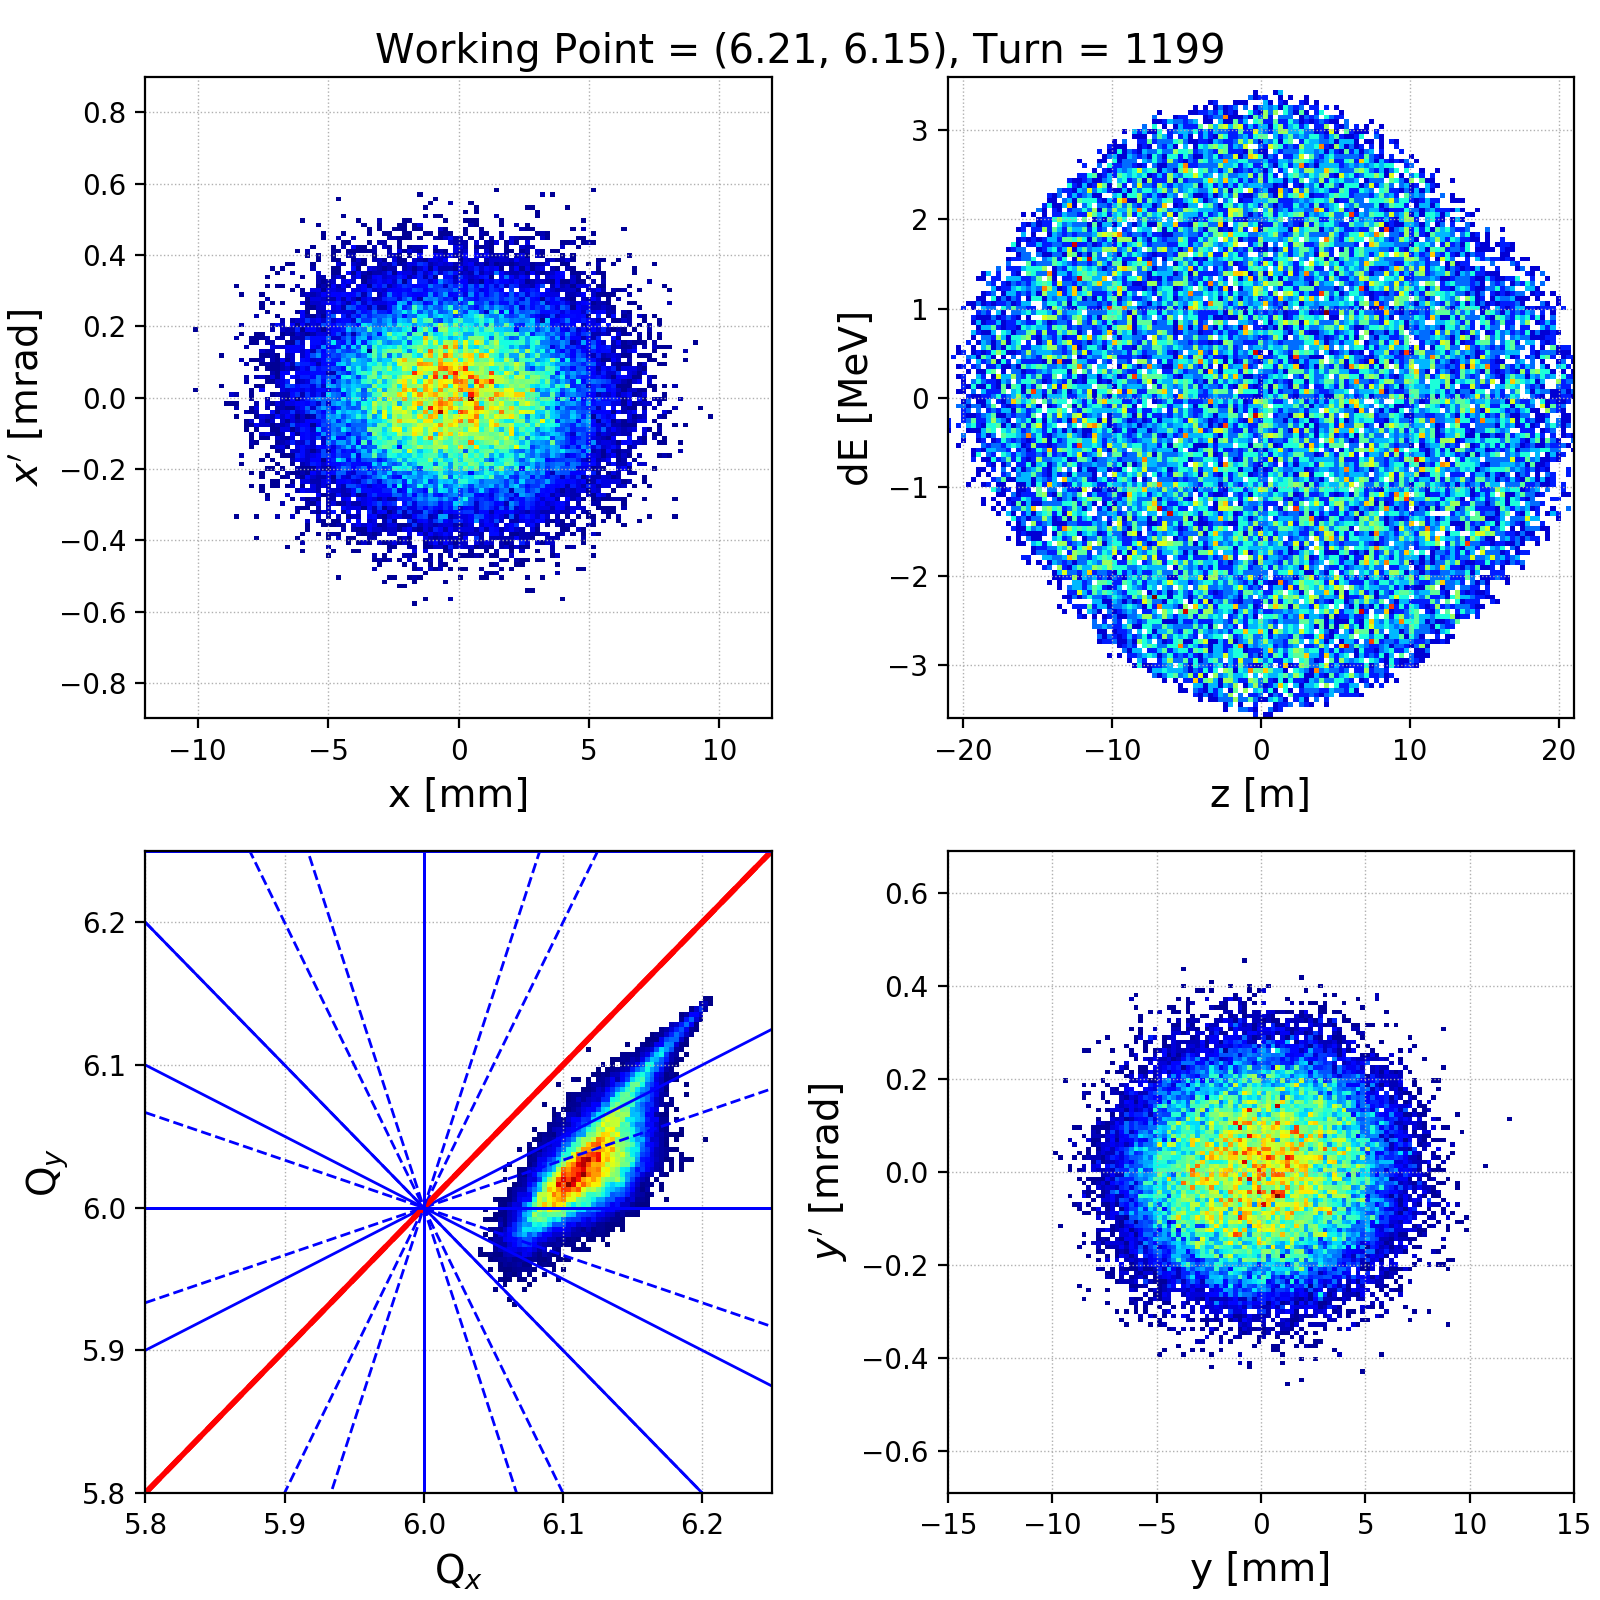 Working Point = (6.21, 6.15), Turn = 1199
0.8
0.6
0.4
0.2
0.0
−0.2
−0.4
−0.6
−0.8
x′ [mrad]
−10 −5 0 5 10
x [mm]
3
2
1
0
−1
−2
−3
dE [MeV]
−20 −10 0 10 20
z [m]
6.2
6.1
6.0
5.9
5.8
Qy
5.8 5.9 6.0 6.1 6.2
Qx
0.6
0.4
0.2
0.0
−0.2
−0.4
−0.6
y′ [mrad]
−15 −10 −5 0 5 10 15
y [mm]